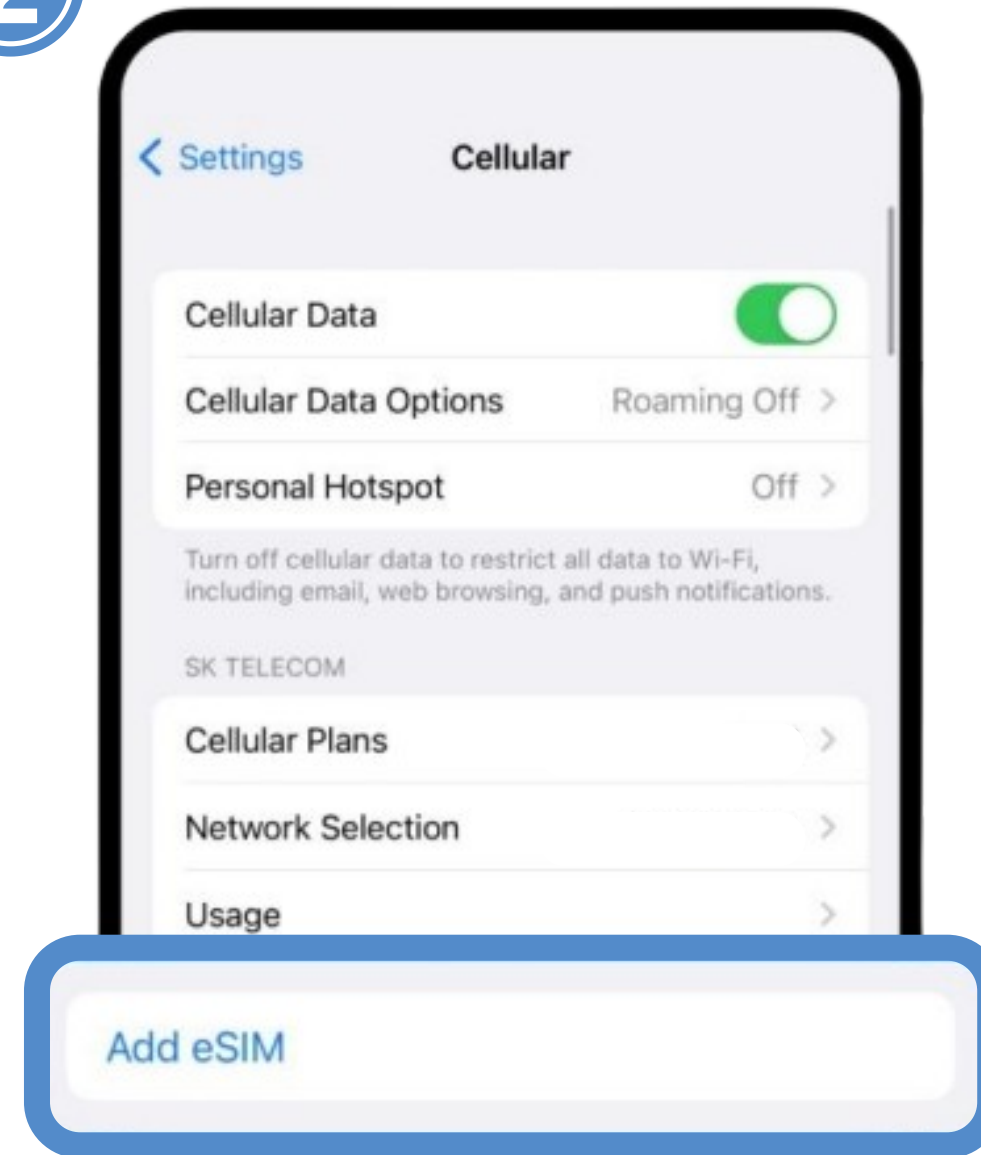 Settings
Cellular
Cellular Data
Cellular Data Options Roaming Off
Personal Hotspot Off
Turn off cellular data to restrict all data to Wi-Fi,
including email, web browsing, and push notifications.
SK TELECOM
Cellular Plans
Network Selection
Usage
Add eSIM